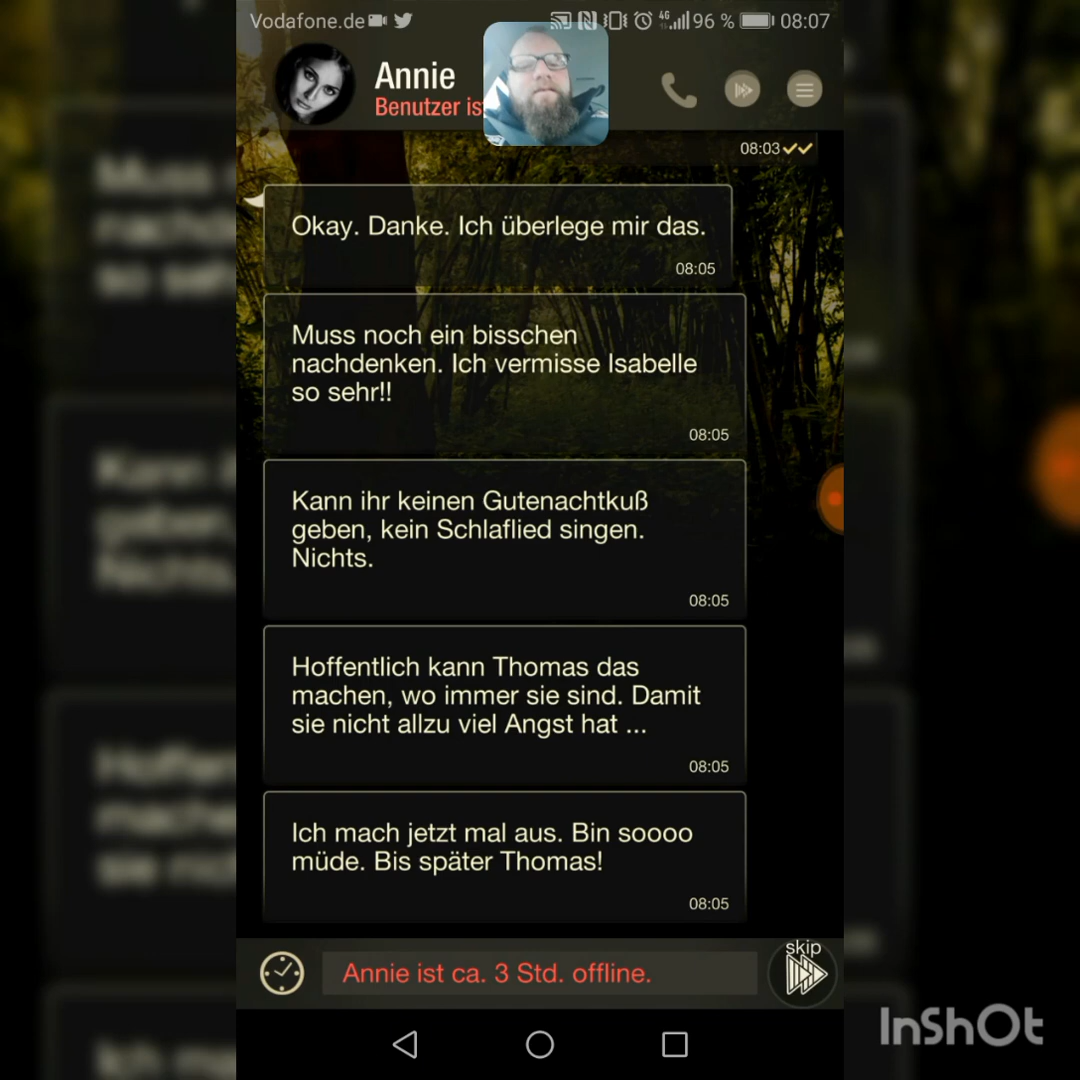 Vodafone.de 4G 96 % 08:07
Annie
Benutzer is
08:03
Okay. Danke. Ich überlege mir das.
08:05
Muss noch ein bisschen
nachdenken. Ich vermisse Isabelle
so sehr!!
08:05
Kann ihr keinen Gutenachtkuß
geben, kein Schlaflied singen.
Nichts.
08:05
Hoffentlich kann Thomas das
machen, wo immer sie sind. Damit
sie nicht allzu viel Angst hat ...
08:05
Ich mach jetzt mal aus. Bin soooo
müde. Bis später Thomas!
08:05
skip
Annie ist ca. 3 Std. offline.
InShOt